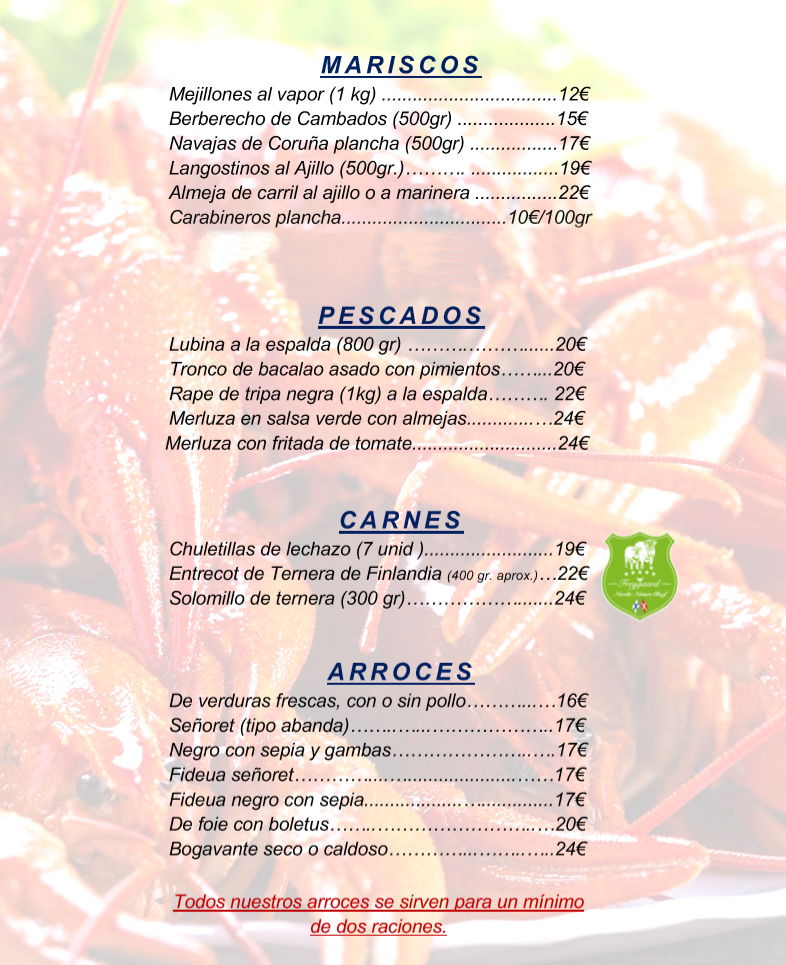 MARISCOS
Mejillones al vapor (1 kg) ..................................12€
Berberecho de Cambados (500gr) ...................15€
Navajas de Coruña plancha (500gr) .................17€
Langostinos al Ajillo (500gr.)………. .................19€
Almeja de carril al ajillo o a marinera ................22€
Carabineros plancha................................10€/100gr
PESCADOS
Lubina a la espalda (800 gr) ……….……….......20€
Tronco de bacalao asado con pimientos……....20€
Rape de tripa negra (1kg) a la espalda………. 22€
Merluza en salsa verde con almejas............…..24€
Merluza con fritada de tomate............................24€
CARNES
Chuletillas de lechazo (7 unid ).........................19€
Entrecot de Ternera de Finlandia (400 gr. aprox.)…22€
Solomillo de ternera (300 gr)………………........24€
Freygaard
Nordic Nature Beef
ARROCES
De verduras frescas, con o sin pollo………..…16€
Señoret (tipo abanda)…….…..………………..17€
Negro con sepia y gambas………………..….17€
Fideua señoret…………...…......................……17€
Fideua negro con sepia..................…..............17€
De foie con boletus…….……………………..…20€
Bogavante seco o caldoso…………..…….…..24€
Todos nuestros arroces se sirven para un mínimo
de dos raciones.